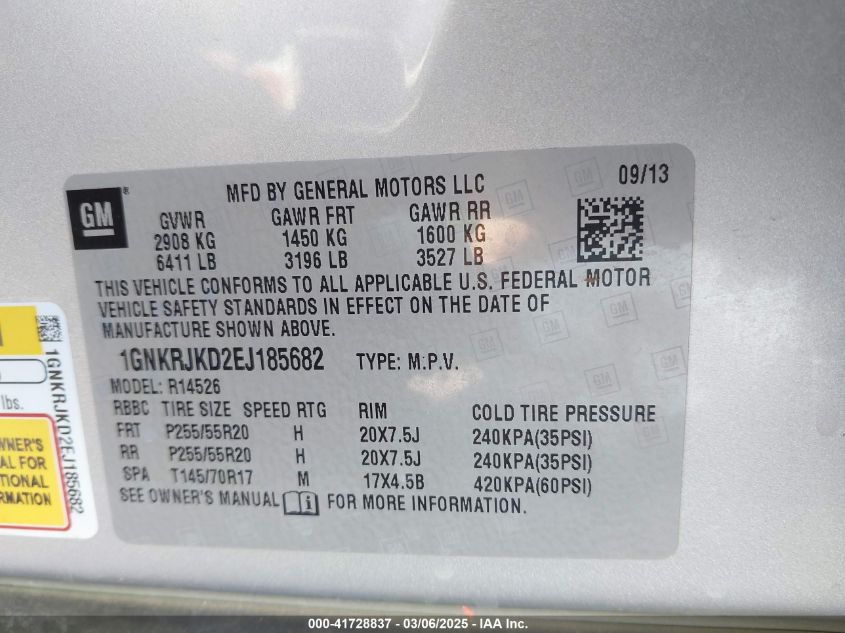 GM
MFD BY GENERAL MOTORS LLC
09/13
GVWR GAWR FRT GAWR RR
2908 KG 1450 KG 1600 KG
6411 LB 3196 LB 3527 LB
THIS VEHICLE CONFORMS TO ALL APPLICABLE U.S. FEDERAL MOTOR
VEHICLE SAFETY STANDARDS IN EFFECT ON THE DATE OF
MANUFACTURE SHOWN ABOVE.
1GNKRJKD2EJ185682 TYPE: M.P.V.
MODEL: R14526
RBBC TIRE SIZE SPEED RTG RIM COLD TIRE PRESSURE
FRT P255/55R20 H 20X7.5J 240KPA(35PSI)
RR P255/55R20 H 20X7.5J 240KPA(35PSI)
SPA T145/70R17 M 17X4.5B 420KPA(60PSI)
SEE OWNER'S MANUAL i FOR MORE INFORMATION.
1GNKRJKD2EJ185682
lbs.
WNER'S
AL FOR
TIONAL
RMATION
000-41728837 - 03/06/2025 - IAA Inc.